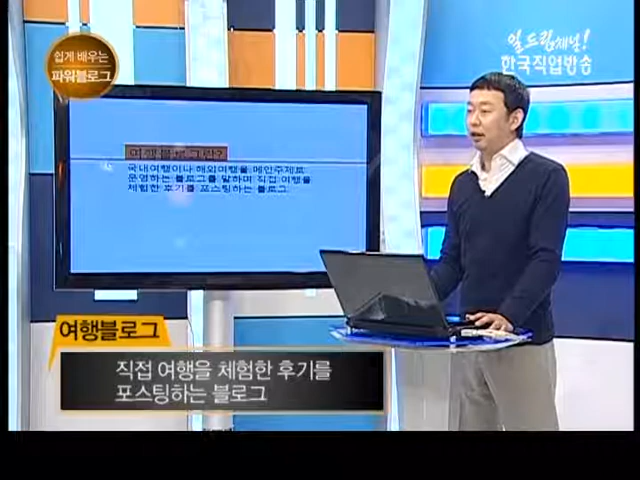 쉽게 배우는
파워블로그
일드림채널!
한국직업방송
여행블로그란?
국내여행이나 해외여행을 메인주제로
운영하는 블로그를 말하며 직접 여행을
체험한 후기를 포스팅하는 블로그
여행블로그
직접 여행을 체험한 후기를
포스팅하는 블로그